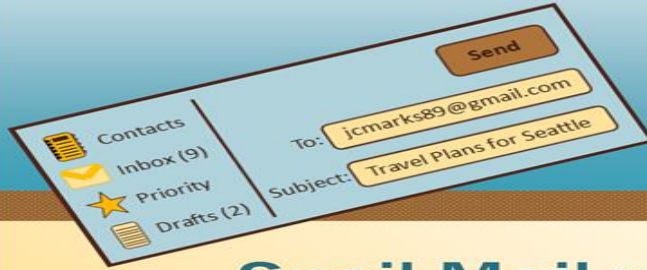 Send
Contacts
Inbox (9)
Priority
Drafts (2)
To: jcmarks89@gmail.com
Subject: Travel Plans for Seattle